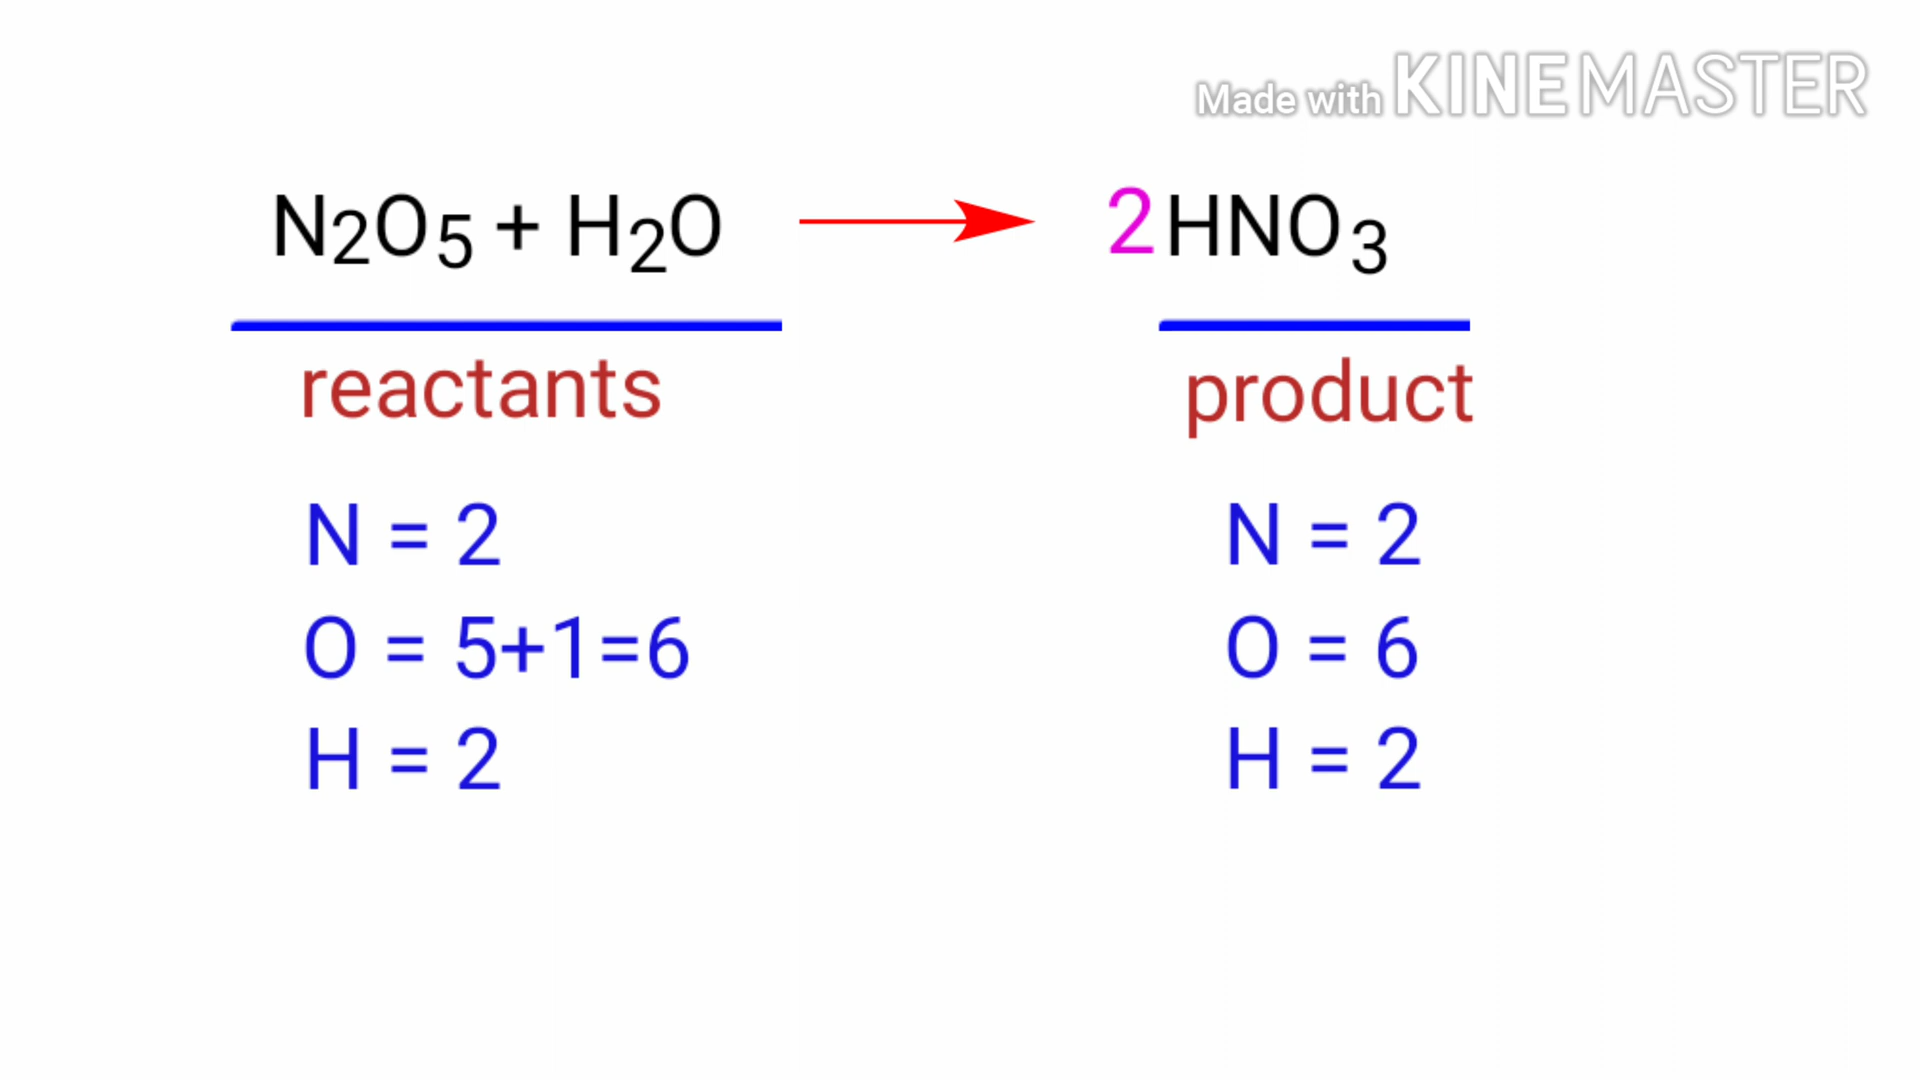 Made with KINEMASTER
N2O5 + H2O 2HNO3
reactants product
N = 2 N = 2
O = 5+1=6 O = 6
H = 2 H = 2